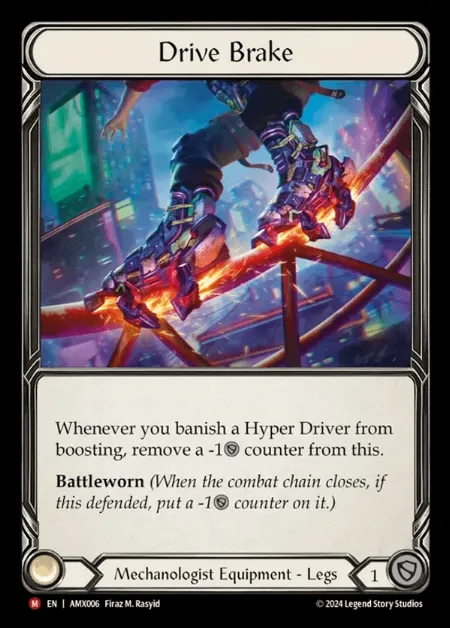 Drive Brake
Whenever you banish a Hyper Driver from
boosting, remove a -1 counter from this.
Battleworn (When the combat chain closes, if
this defended, put a -1 counter on it.)
Mechanologist Equipment - Legs
1
M EN | AMX006 Firaz M. Rasyid
© 2024 Legend Story Studios